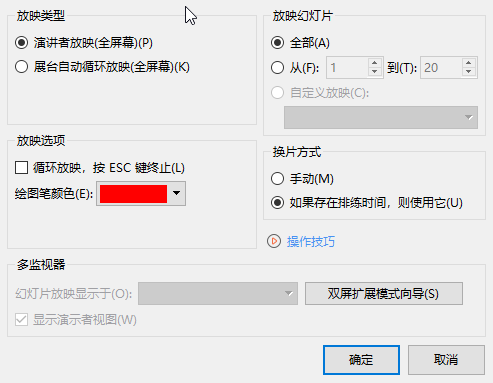 放映类型
演讲者放映(全屏幕)(P)
展台自动循环放映(全屏幕)(K)
放映幻灯片
全部(A)
从(F): 1 到(T): 20
自定义放映(C):
放映选项
循环放映，按 ESC 键终止(L)
绘图笔颜色(E):
换片方式
手动(M)
如果存在排练时间，则使用它(U)
操作技巧
多监视器
幻灯片放映显示于(O):
双屏扩展模式向导(S)
显示演示者视图(W)
确定
取消